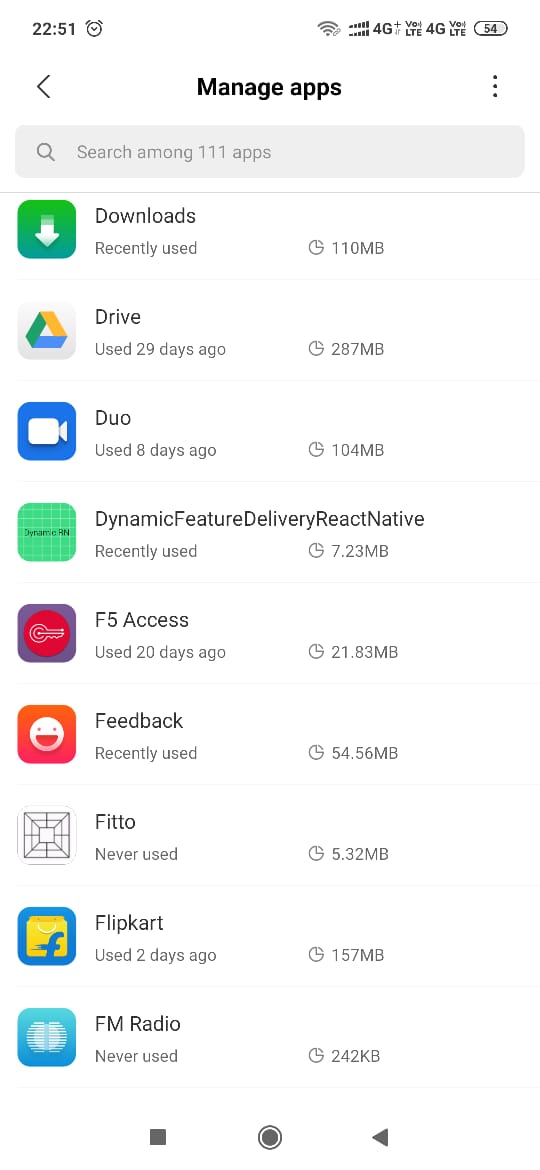 22:51 4G+ Vo)) LTE 4G Vo)) LTE 54
Manage apps
Search among 111 apps
Downloads
Recently used 110MB
Drive
Used 29 days ago 287MB
Duo
Used 8 days ago 104MB
Dynamic RN
DynamicFeatureDeliveryReactNative
Recently used 7.23MB
F5 Access
Used 20 days ago 21.83MB
Feedback
Recently used 54.56MB
Fitto
Never used 5.32MB
Flipkart
Used 2 days ago 157MB
FM Radio
Never used 242KB